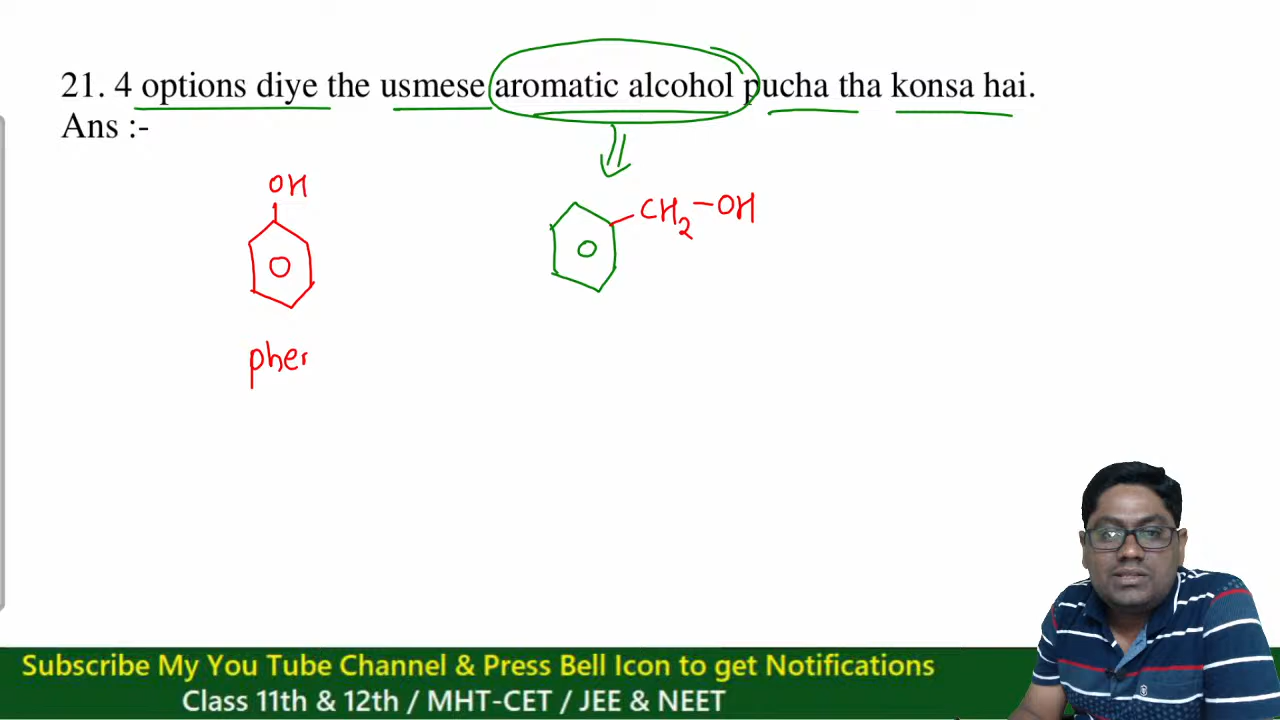 21. 4 options diye the usmese aromatic alcohol pucha tha konsa hai.
Ans :-
OH
CH2-OH
pher
Subscribe My You Tube Channel & Press Bell Icon to get Notifications
Class 11th & 12th / MHT-CET / JEE & NEET